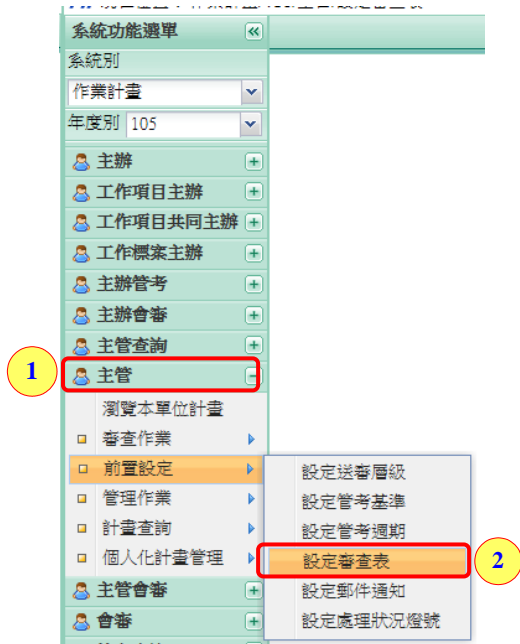 系統功能選單
系統別
作業計畫
年度別 105
主辦
工作項目主辦
工作項目共同主辦
工作標案主辦
主辦管考
主辦會審
主管查詢
1 主管
瀏覽本單位計畫
審查作業
前置設定
設定送審層級
管理作業
設定管考基準
計畫查詢
設定管考週期
個人化計畫管理
設定審查表 2
主管會審
設定郵件通知
會審
設定處理狀況燈號